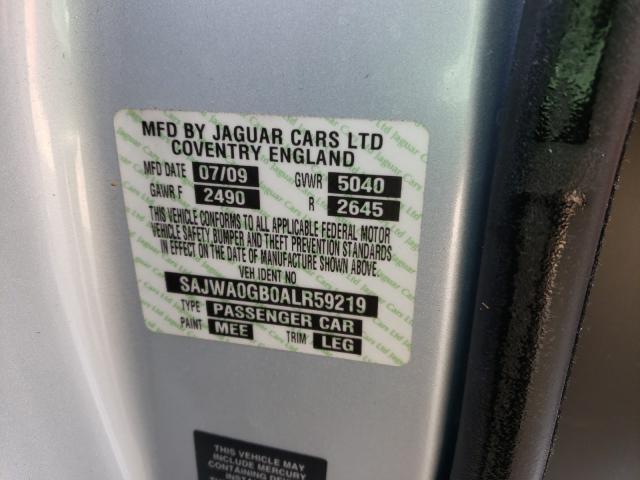 MFD BY JAGUAR CARS LTD
COVENTRY ENGLAND
MFD DATE 07/09 GVWR 5040
GAWR F 2490 R 2645
THIS VEHICLE CONFORMS TO ALL APPLICABLE FEDERAL MOTOR
VEHICLE SAFETY BUMPER AND THEFT PREVENTION STANDARDS
IN EFFECT ON THE DATE OF MANUFACTURE SHOWN ABOVE.
VEH IDENT NO
SAJWA0GB0ALR59219
TYPE PASSENGER CAR
PAINT MEE TRIM LEG
THIS VEHICLE MAY
INCLUDE MERCURY
CONTAINING